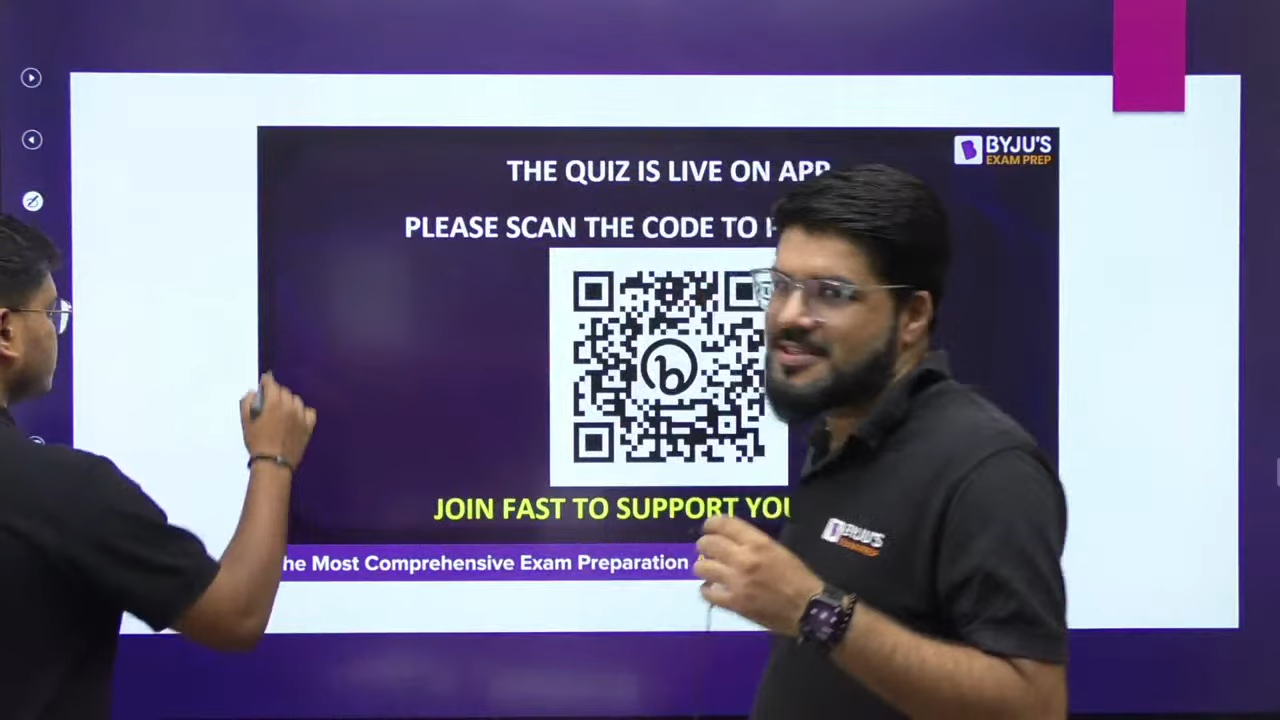 BYJU'S
EXAM PREP
THE QUIZ IS LIVE ON APP
PLEASE SCAN THE CODE TO
JOIN FAST TO SUPPORT
he Most Comprehensive Exam Preparation
BYJU'S